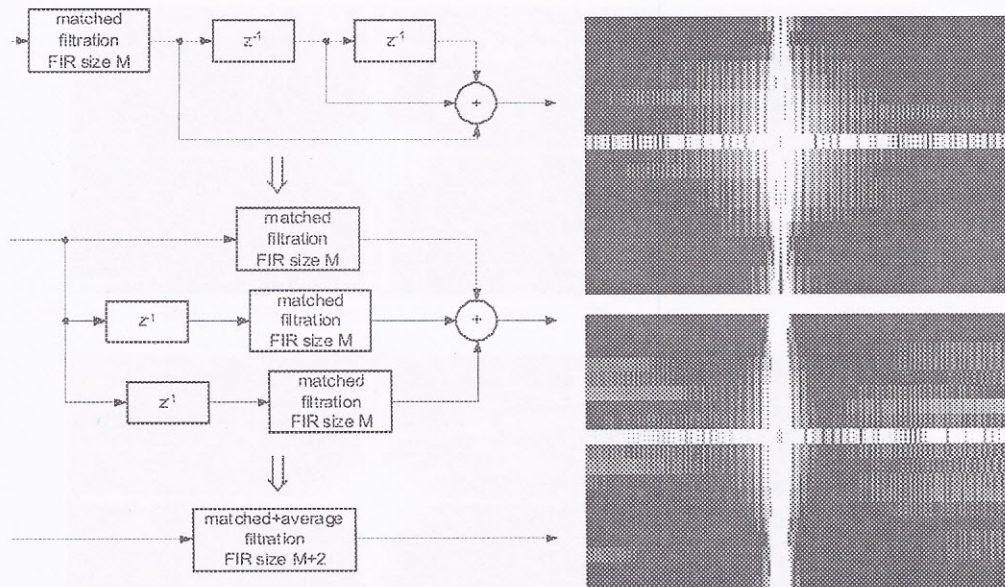 matched
filtration
FIR size M
z-1
z-1
+
matched
filtration
FIR size M
z-1
matched
filtration
FIR size M
+
z-1
matched
filtration
FIR size M
matched+average
filtration
FIR size M+2